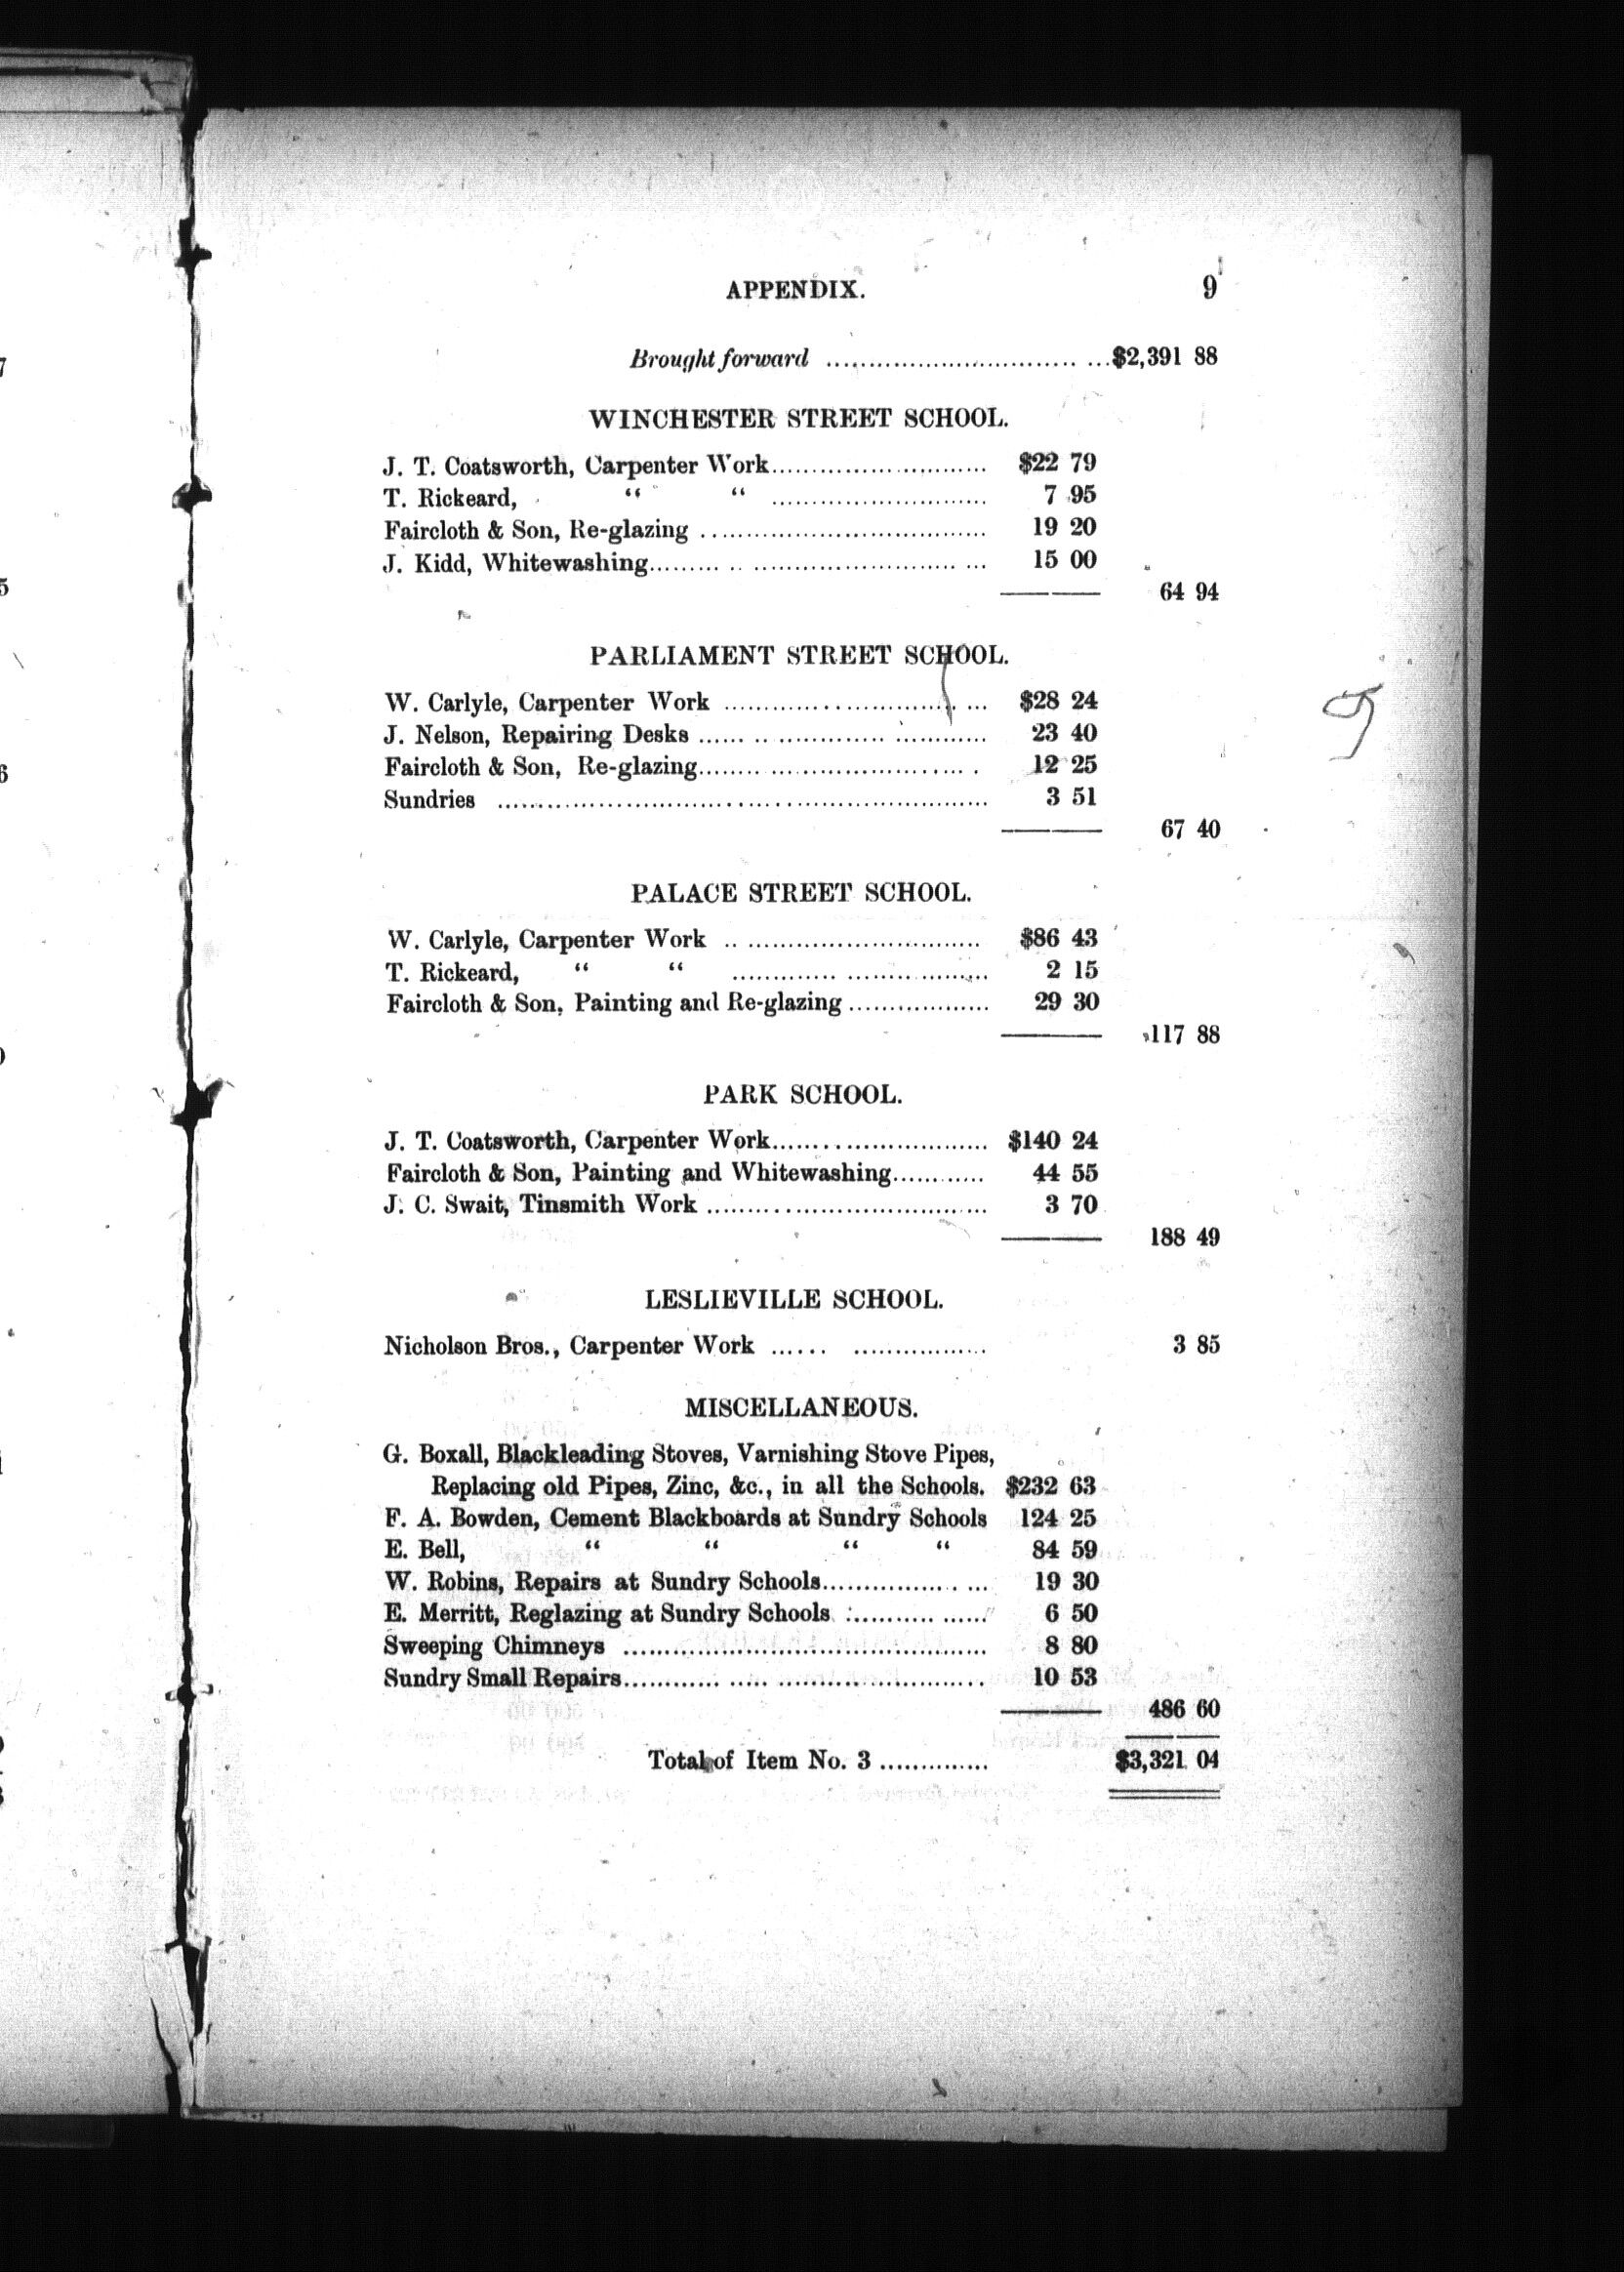 APPENDIX. 9
Brought forward .................................. $2,391 88
WINCHESTER STREET SCHOOL.
J. T. Coatsworth, Carpenter Work........................... $22 79
T. Rickeard, “ “ ........................... 7 95
Faircloth & Son, Re-glazing .................................... 19 20
J. Kidd, Whitewashing.......................................... 15 00
64 94
PARLIAMENT STREET SCHOOL.
W. Carlyle, Carpenter Work ................................. $28 24
J. Nelson, Repairing Desks .................................... 23 40
Faircloth & Son, Re-glazing................................... 12 25
Sundries .............................................................. 3 51
67 40
PALACE STREET SCHOOL.
W. Carlyle, Carpenter Work ................................ $86 43
T. Rickeard, “ “ ................................ 2 15
Faircloth & Son, Painting and Re-glazing .................. 29 30
117 88
PARK SCHOOL.
J. T. Coatsworth, Carpenter Work........................... $140 24
Faircloth & Son, Painting and Whitewashing............ 44 55
J. C. Swait, Tinsmith Work ................................... 3 70
188 49
LESLIEVILLE SCHOOL.
Nicholson Bros., Carpenter Work ...... ................ 3 85
MISCELLANEOUS.
G. Boxall, Blackleading Stoves, Varnishing Stove Pipes,
Replacing old Pipes, Zinc, &c., in all the Schools. $232 63
F. A. Bowden, Cement Blackboards at Sundry Schools 124 25
E. Bell, “ “ “ “ 84 59
W. Robins, Repairs at Sundry Schools.................... 19 30
E. Merritt, Reglazing at Sundry Schools ................. 6 50
Sweeping Chimneys .............................................. 8 80
Sundry Small Repairs............................................. 10 53
486 60
Total of Item No. 3 .............. $3,321 04